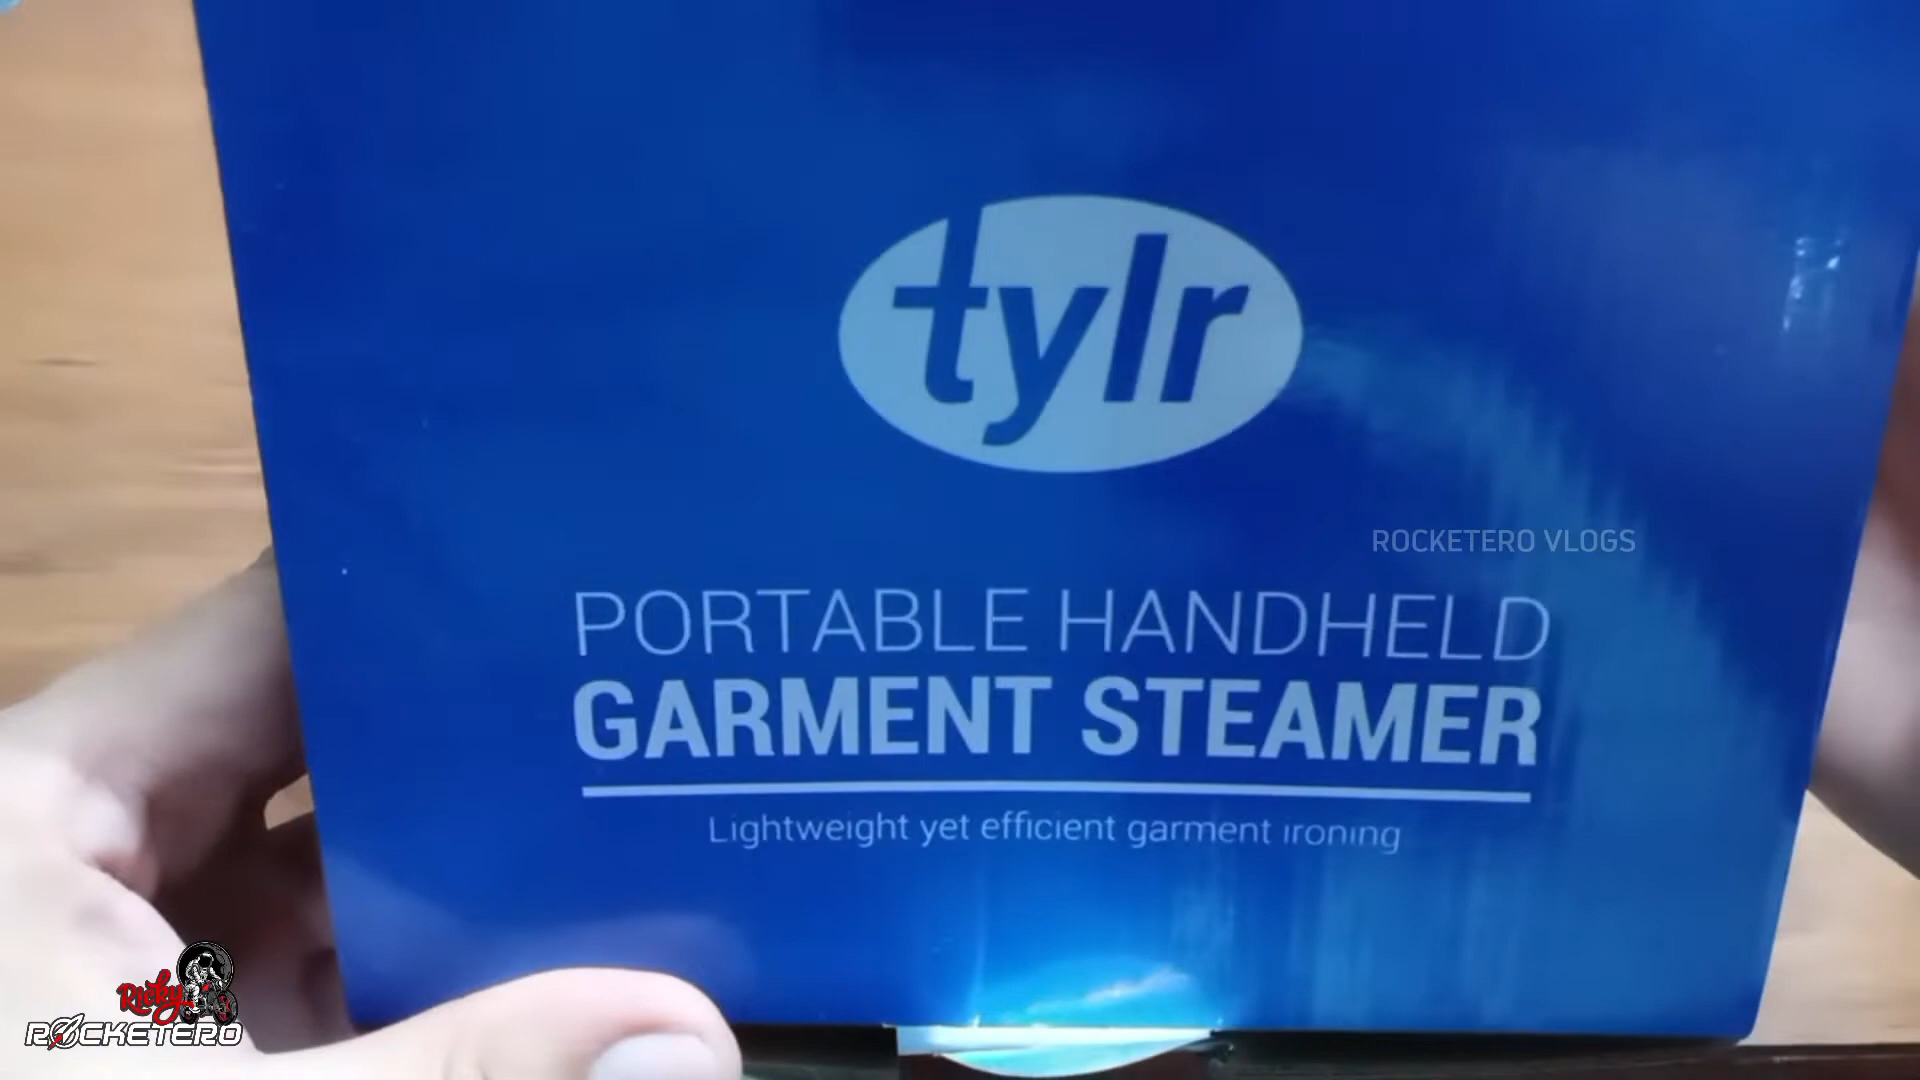 tylr
ROCKETERO VLOGS
PORTABLE HANDHELD
GARMENT STEAMER
Lightweight yet efficient garment ironing
Ricky
ROCKETERO